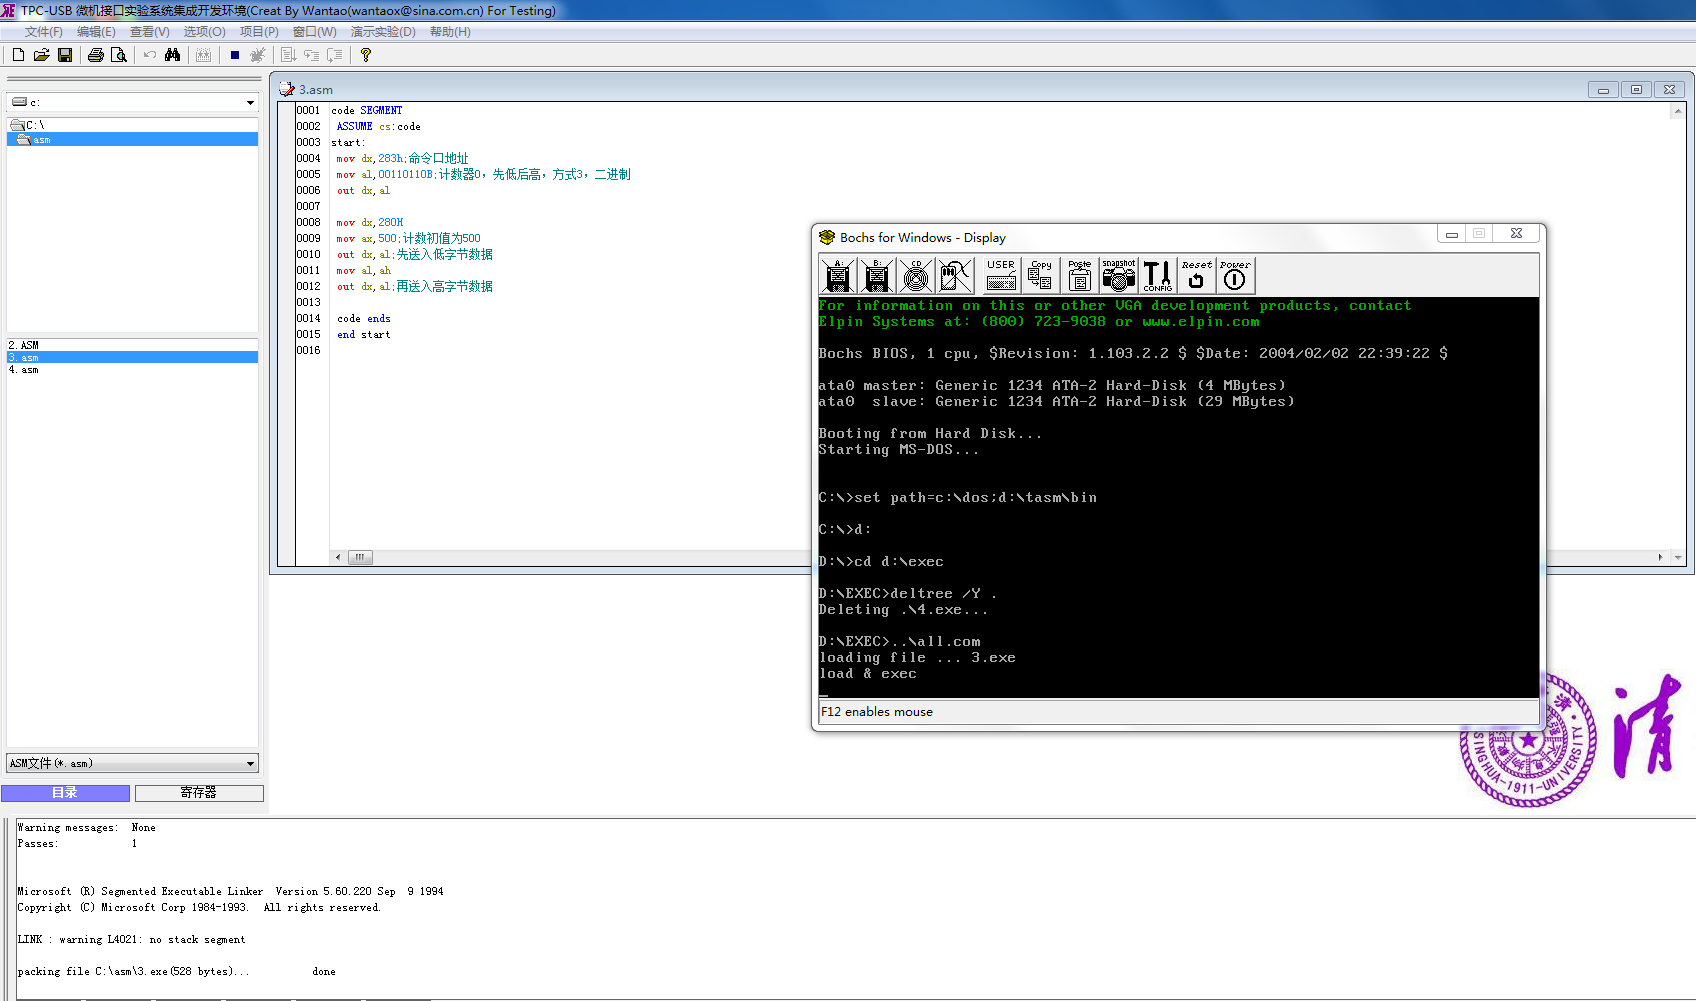 TPC-USB 微机接口实验系统集成开发环境(Creat By Wantao(wantaox@sina.com.cn) For Testing)
文件(F) 编辑(E) 查看(V) 选项(O) 项目(P) 窗口(W) 演示实验(D) 帮助(H)
c:
C:\
asm
2.ASM
3.asm
4.asm
ASM文件(*.asm)
目录 寄存器
3.asm
0001 code SEGMENT
0002 ASSUME cs:code
0003 start:
0004 mov dx,283h;命令口地址
0005 mov al,00110110B;计数器0，先低后高，方式3，二进制
0006 out dx,al
0007
0008 mov dx,280H
0009 mov ax,500;计数初值为500
0010 out dx,al;先送入低字节数据
0011 mov al,ah
0012 out dx,al;再送入高字节数据
0013
0014 code ends
0015 end start
0016
Bochs for Windows - Display
A: B: CD USER Copy Paste snapshot CONFIG Reset Power
For information on this or other VGA development products, contact
Elpin Systems at: (800) 723-9038 or www.elpin.com
Bochs BIOS, 1 cpu, $Revision: 1.103.2.2 $ $Date: 2004/02/02 22:39:22 $
ata0 master: Generic 1234 ATA-2 Hard-Disk (4 MBytes)
ata0  slave: Generic 1234 ATA-2 Hard-Disk (29 MBytes)
Booting from Hard Disk...
Starting MS-DOS...
C:\>set path=c:\dos;d:\tasm\bin
C:\>d:
D:\>cd d:\exec
D:\EXEC>deltree /Y .
Deleting .\4.exe...
D:\EXEC>..\all.com
loading file ... 3.exe
load & exec
F12 enables mouse
清
SINGHUA-1911-UNIVERSITY
Warning messages: None
Passes: 1
Microsoft (R) Segmented Executable Linker  Version 5.60.220 Sep  9 1994
Copyright (C) Microsoft Corp 1984-1993.  All rights reserved.
LINK : warning L4021: no stack segment
packing file C:\asm\3.exe(528 bytes)... done